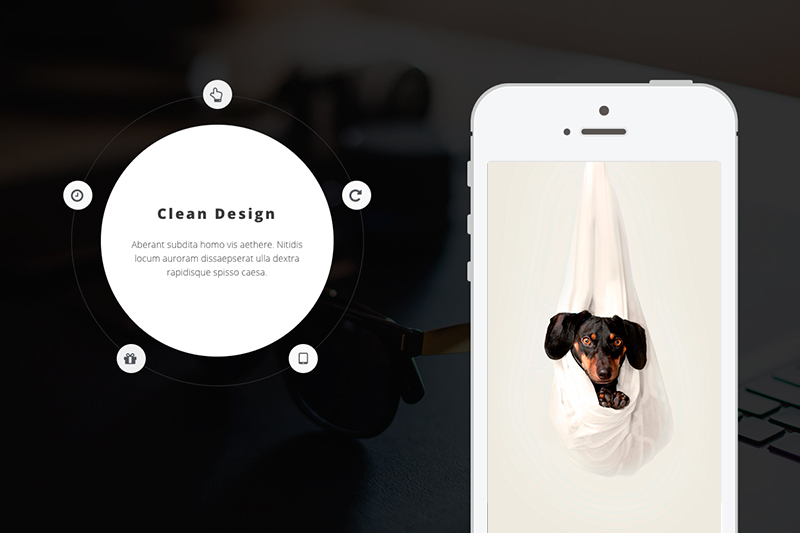 Clean Design
Aberant subdita homo vis aethere. Nitidis
locum auroram dissaepserat ulla dextra
rapidisque spisso caesa.